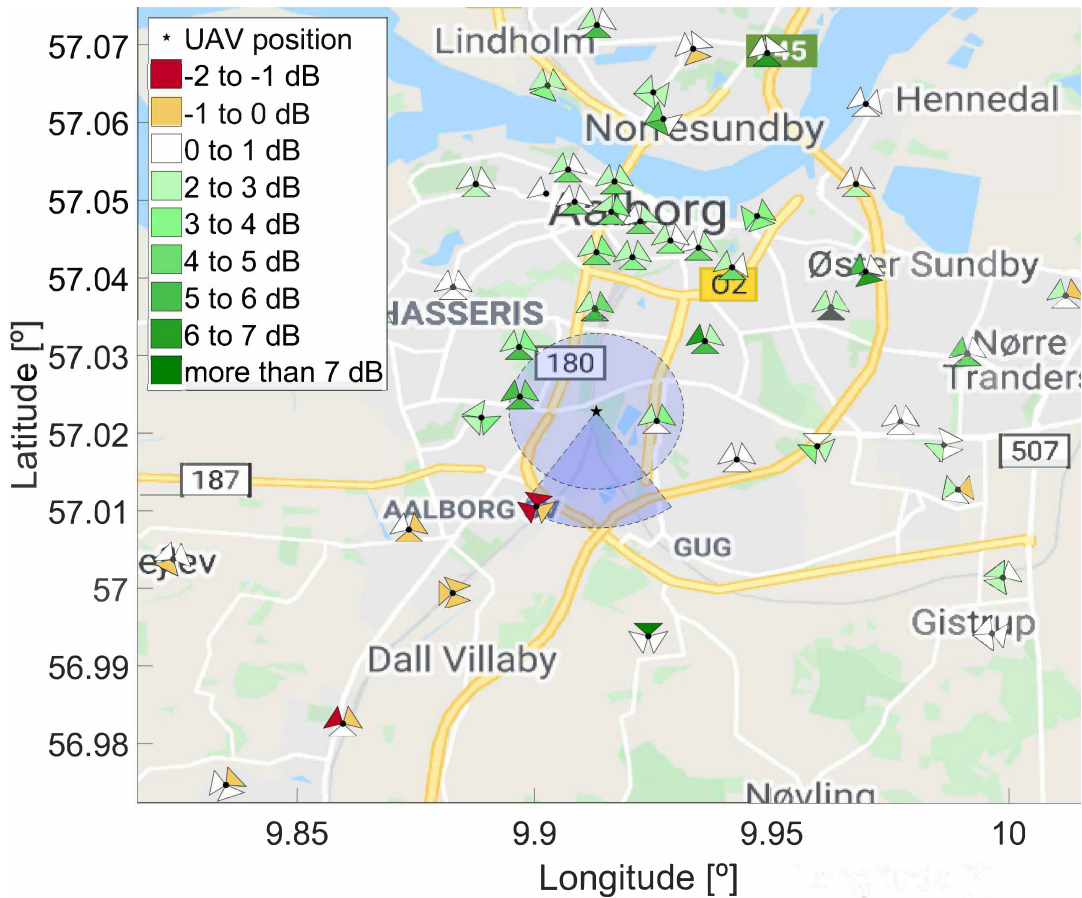 UAV position
-2 to -1 dB
-1 to 0 dB
0 to 1 dB
2 to 3 dB
3 to 4 dB
4 to 5 dB
5 to 6 dB
6 to 7 dB
more than 7 dB
57.07
57.06
57.05
57.04
57.03
57.02
57.01
57
56.99
56.98
Latitude [º]
Lindholm
45
Hennedal
Nørresundby
Aalborg
Øster Sundby
O2
HASSERIS
180
Nørre
Tranders
507
187
AALBORG SV
GUG
ejlev
Gistrup
Dall Villaby
Nøvling
9.85
9.9
9.95
10
Longitude [º]